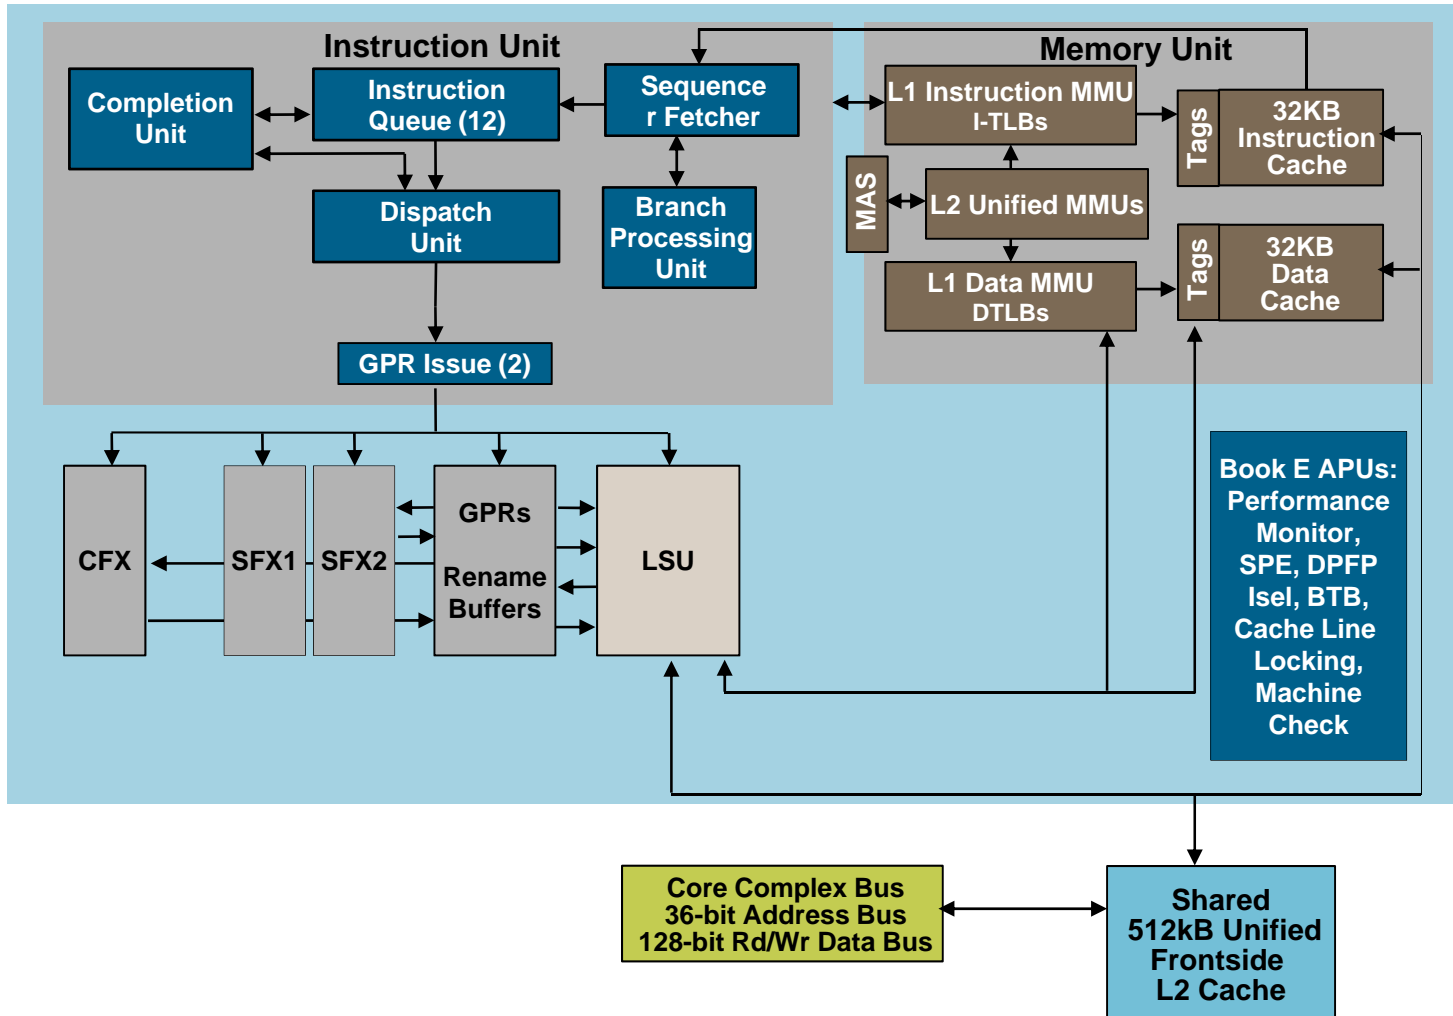 Instruction Unit
Completion
Unit
Instruction
Queue (12)
Sequence
r Fetcher
Dispatch
Unit
Branch
Processing
Unit
GPR Issue (2)
Memory Unit
L1 Instruction MMU
I-TLBs
Tags
32KB
Instruction
Cache
MAS
L2 Unified MMUs
L1 Data MMU
DTLBs
Tags
32KB
Data
Cache
CFX
SFX1
SFX2
GPRs
Rename
Buffers
LSU
Book E APUs:
Performance
Monitor,
SPE, DPFP
Isel, BTB,
Cache Line
Locking,
Machine
Check
Core Complex Bus
36-bit Address Bus
128-bit Rd/Wr Data Bus
Shared
512kB Unified
Frontside
L2 Cache